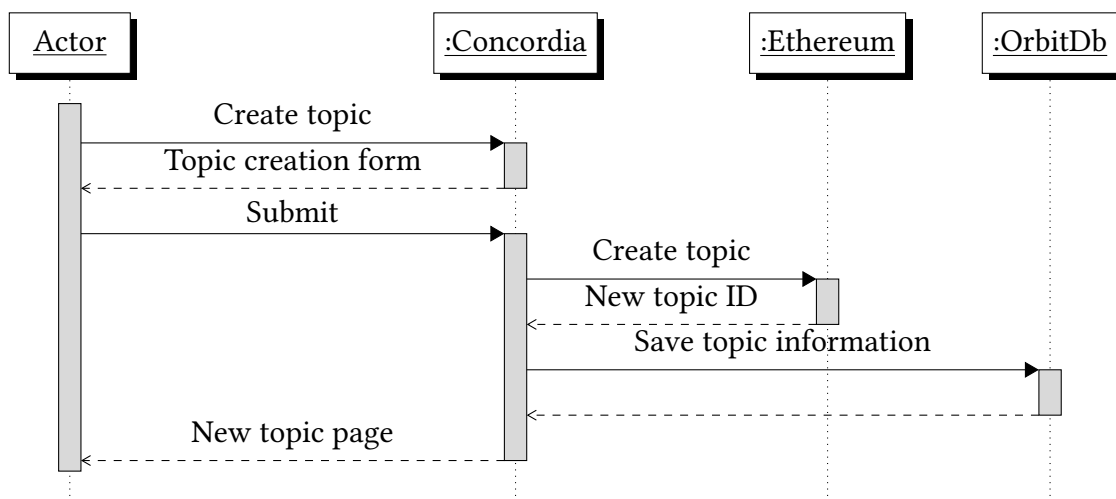 Actor
:Concordia
:Ethereum
:OrbitDb
Create topic
Topic creation form
Submit
Create topic
New topic ID
Save topic information
New topic page